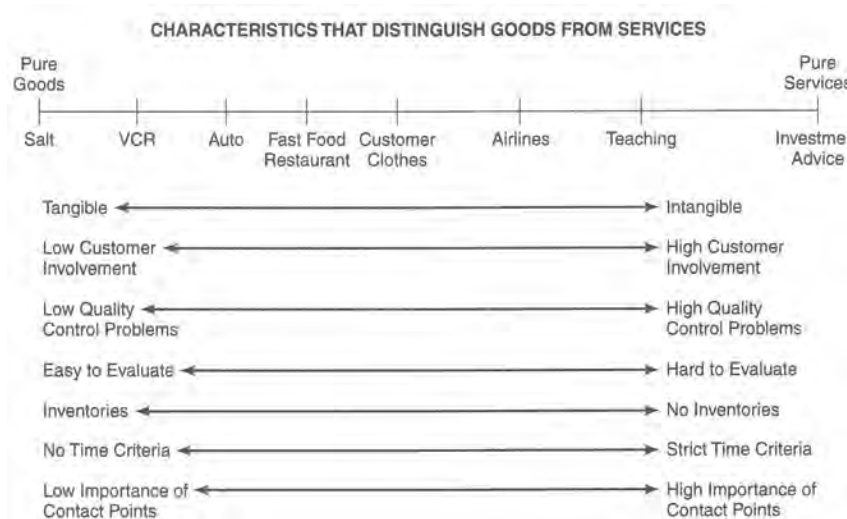 CHARACTERISTICS THAT DISTINGUISH GOODS FROM SERVICES
Pure
Goods
Pure
Services
Salt
VCR
Auto
Fast Food
Restaurant
Customer
Clothes
Airlines
Teaching
Investme
Advice
Tangible
Intangible
Low Customer
Involvement
High Customer
Involvement
Low Quality
Control Problems
High Quality
Control Problems
Easy to Evaluate
Hard to Evaluate
Inventories
No Inventories
No Time Criteria
Strict Time Criteria
Low Importance of
Contact Points
High Importance of
Contact Points